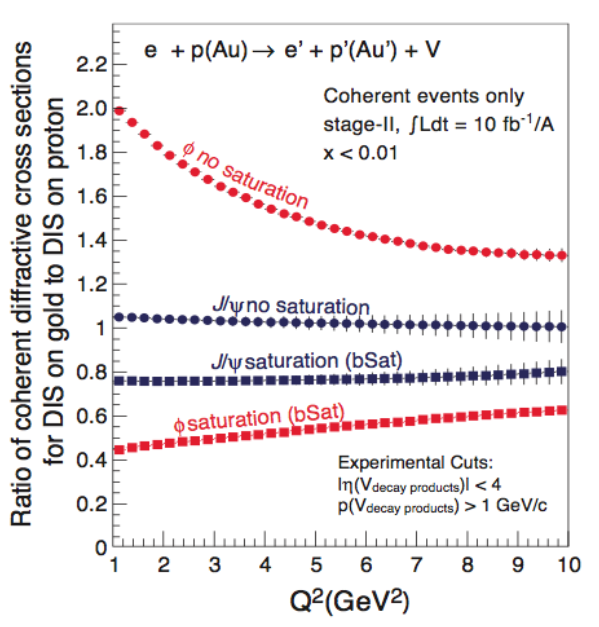 Ratio of coherent diffractive cross sections
for DIS on gold to DIS on proton
e + p(Au) → e’ + p’(Au’) + V
Coherent events only
stage-II, ∫Ldt = 10 fb⁻¹/A
x < 0.01
ϕ no saturation
J/ψ no saturation
J/ψ saturation (bSat)
ϕ saturation (bSat)
Experimental Cuts:
|η(Vdecay products)| < 4
p(Vdecay products) > 1 GeV/c
2.2
2.0
1.8
1.6
1.4
1.2
1
0.8
0.6
0.4
0.2
0
1 2 3 4 5 6 7 8 9 10
Q²(GeV²)